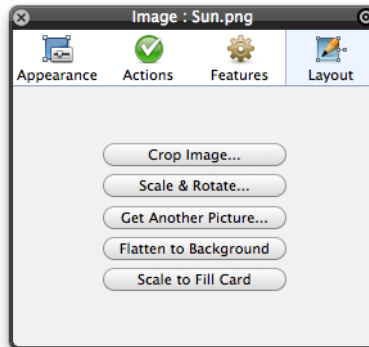 Image : Sun.png
Appearance Actions Features Layout
Crop Image...
Scale & Rotate...
Get Another Picture...
Flatten to Background
Scale to Fill Card